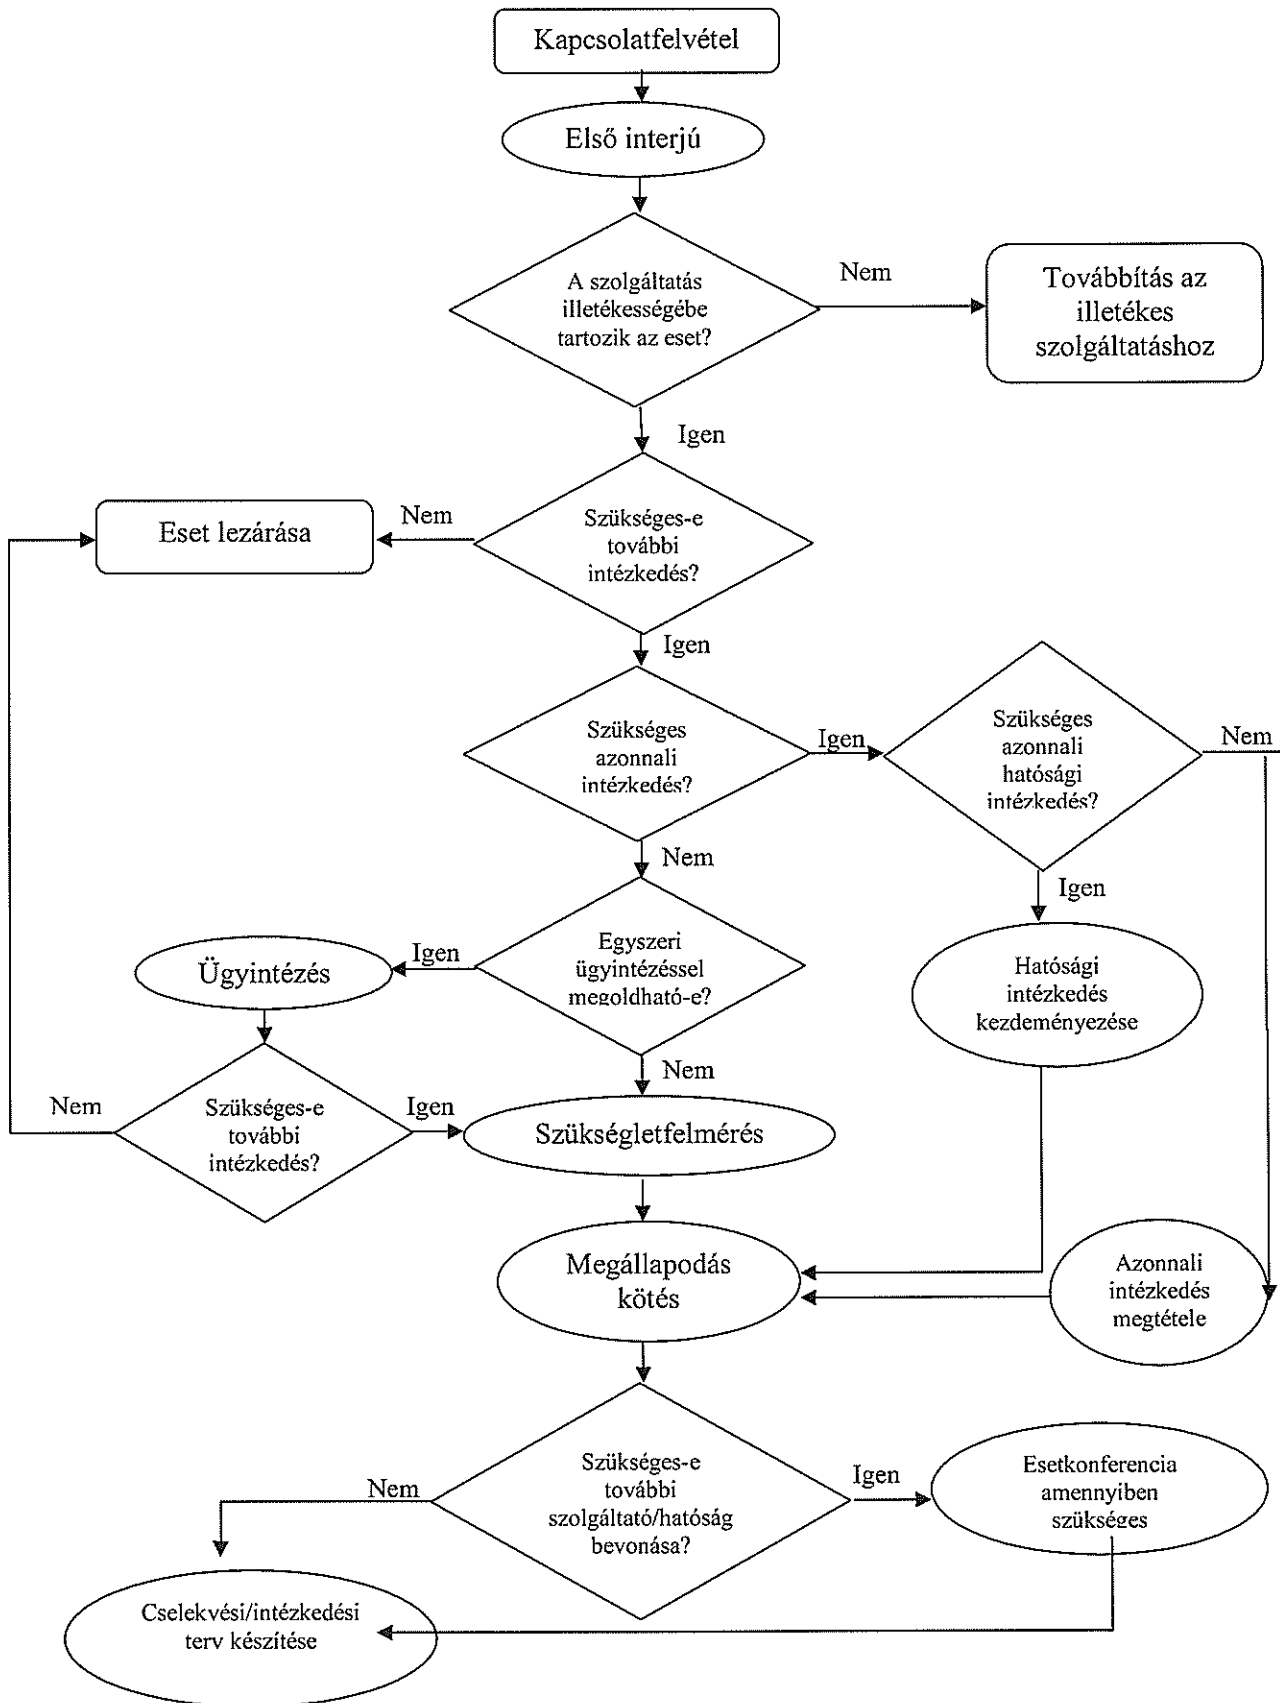 Kapcsolatfelvétel
Első interjú
A szolgáltatás
illetékességébe
tartozik az eset?
Nem
Továbbítás az
illetékes
szolgáltatáshoz
Igen
Szükséges-e
további
intézkedés?
Nem
Eset lezárása
Igen
Szükséges
azonnali
intézkedés?
Igen
Szükséges
azonnali
hatósági
intézkedés?
Nem
Nem
Igen
Egyszeri
ügyintézéssel
megoldható-e?
Igen
Ügyintézés
Hatósági
intézkedés
kezdeményezése
Nem
Nem
Szükséges-e
további
intézkedés?
Igen
Szükségletfelmérés
Megállapodás
kötés
Azonnali
intézkedés
megtétele
Szükséges-e
további
szolgáltató/hatóság
bevonása?
Nem
Igen
Esetkonferencia
amennyiben
szükséges
Cselekvési/intézkedési
terv készítése